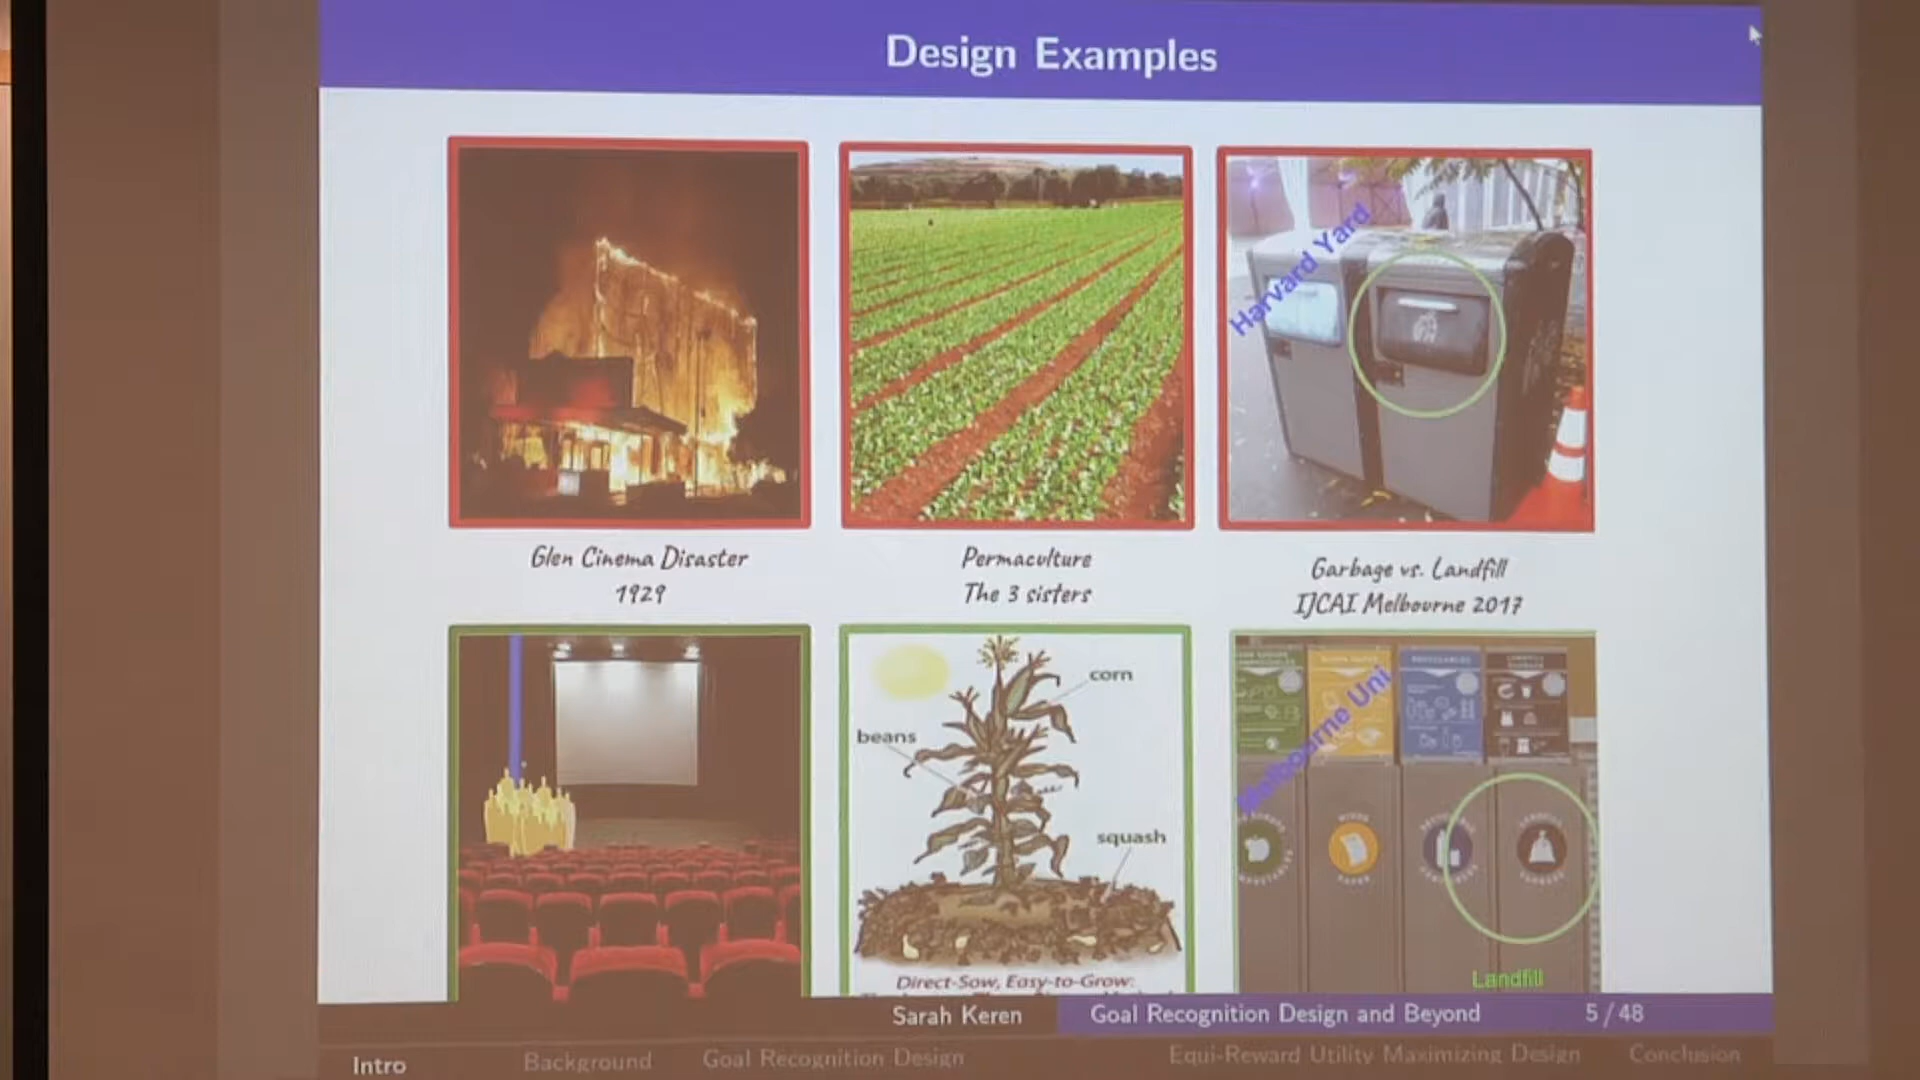 Design Examples
Harvard Yard
Glen Cinema Disaster
1929
Permaculture
The 3 sisters
Garbage vs. Landfill
IJCAI Melbourne 2017
corn
beans
squash
Direct-Sow, Easy-to-Grow:
Melbourne Uni
Landfill
Sarah Keren
Goal Recognition Design and Beyond
5 / 48
Intro
Background
Goal Recognition Design
Equi-Reward Utility Maximizing Design
Conclusion